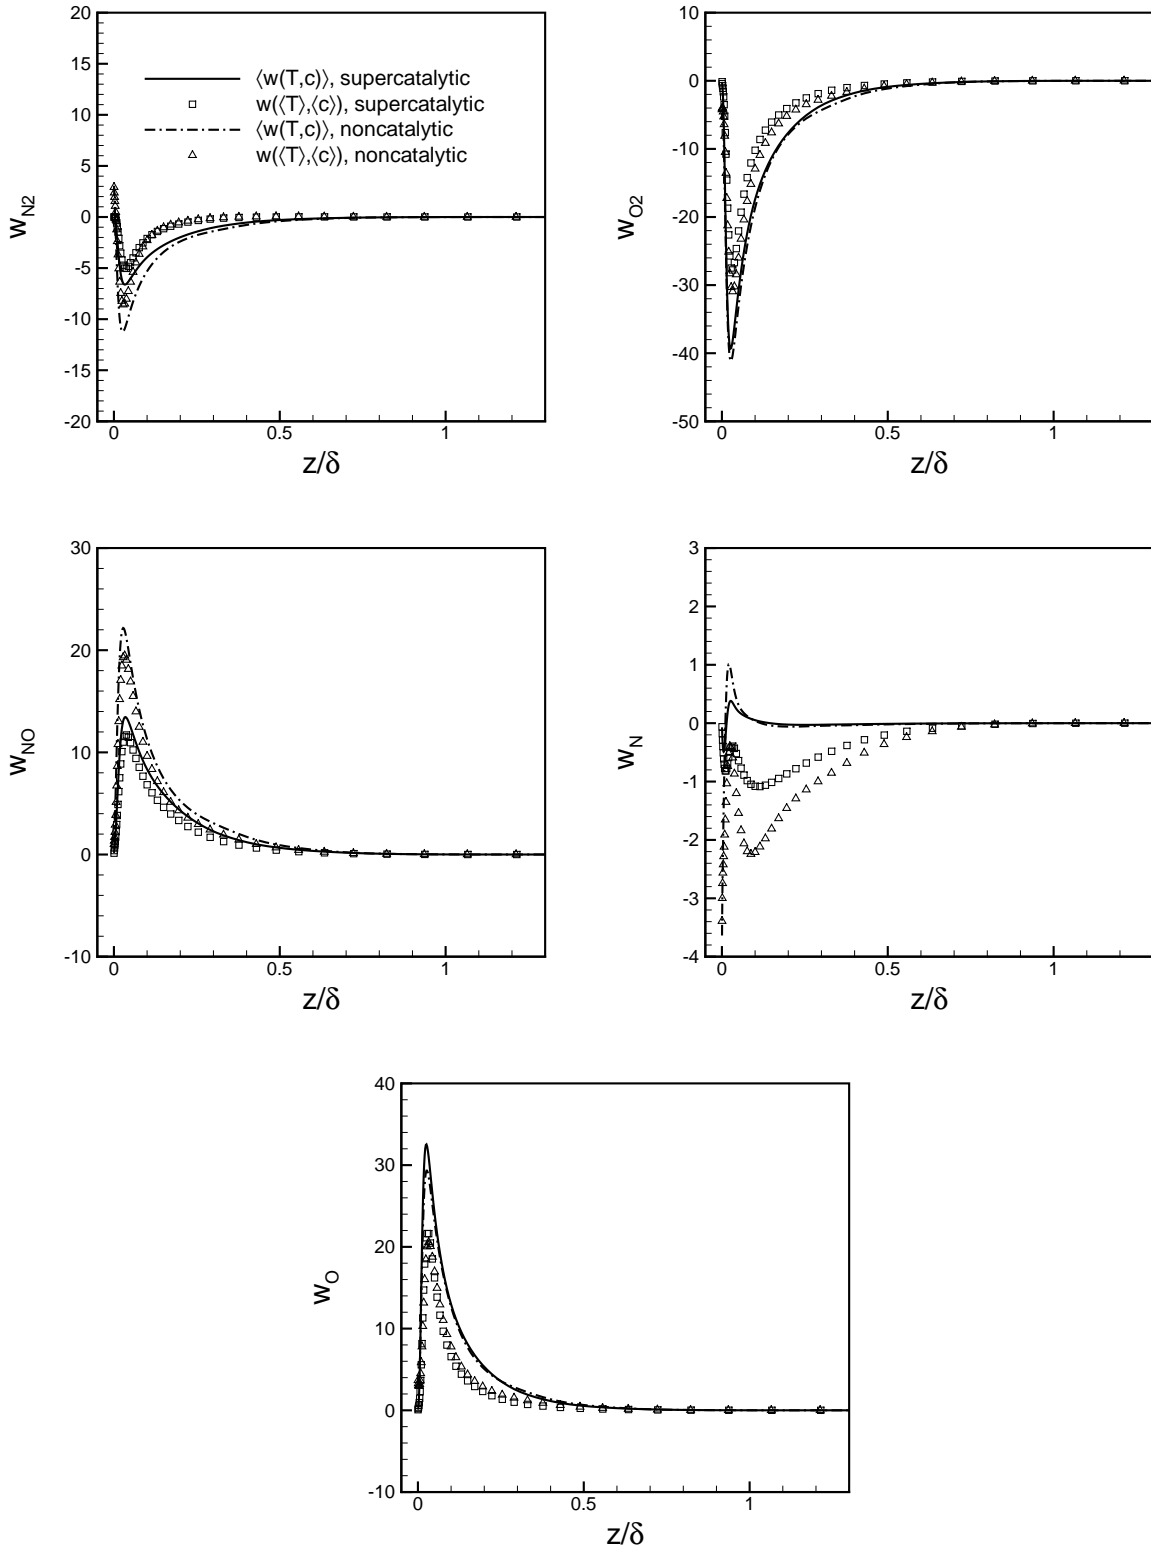 20
15
10
5
0
-5
-10
-15
-20
w_N2
⟨w(T,c)⟩, supercatalytic
w(⟨T⟩,⟨c⟩), supercatalytic
⟨w(T,c)⟩, noncatalytic
w(⟨T⟩,⟨c⟩), noncatalytic
0 0.5 1
z/δ
10
0
-10
-20
-30
-40
-50
w_O2
0 0.5 1
z/δ
30
20
10
0
-10
w_NO
0 0.5 1
z/δ
3
2
1
0
-1
-2
-3
-4
w_N
0 0.5 1
z/δ
40
30
20
10
0
-10
w_O
0 0.5 1
z/δ